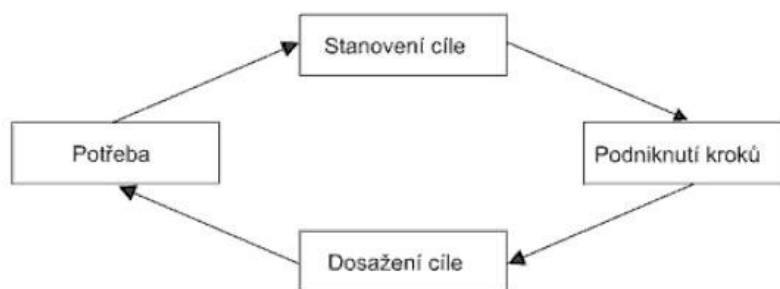 Stanovení cíle
Potřeba
Podniknutí kroků
Dosažení cíle